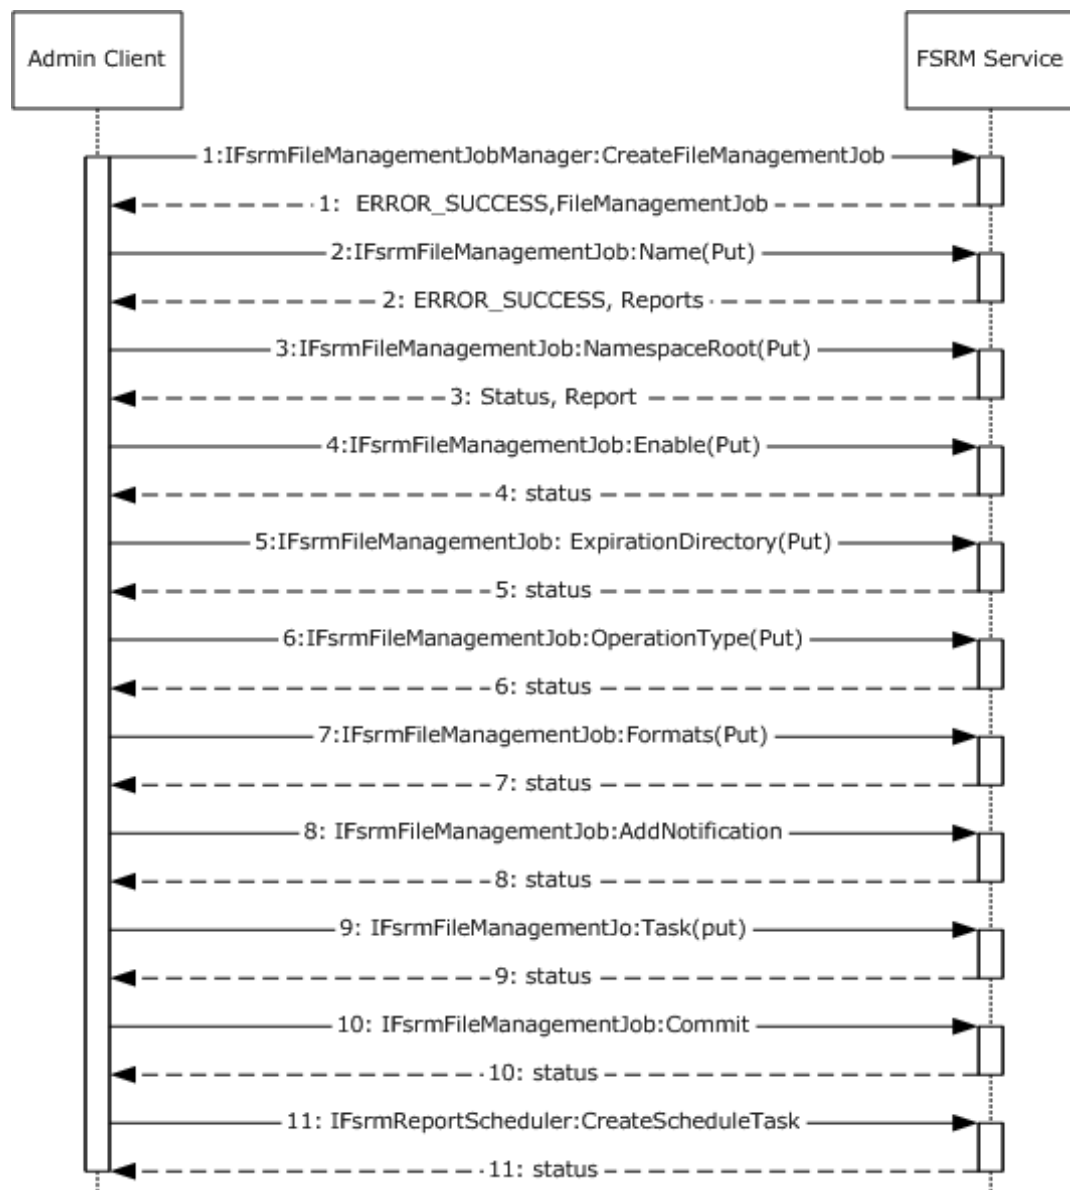 Admin Client
FSRM Service
1:IFsrmFileManagementJobManager:CreateFileManagementJob
1: ERROR_SUCCESS,FileManagementJob
2:IFsrmFileManagementJob:Name(Put)
2: ERROR_SUCCESS, Reports
3:IFsrmFileManagementJob:NamespaceRoot(Put)
3: Status, Report
4:IFsrmFileManagementJob:Enable(Put)
4: status
5:IFsrmFileManagementJob: ExpirationDirectory(Put)
5: status
6:IFsrmFileManagementJob:OperationType(Put)
6: status
7:IFsrmFileManagementJob:Formats(Put)
7: status
8: IFsrmFileManagementJob:AddNotification
8: status
9: IFsrmFileManagementJo:Task(put)
9: status
10: IFsrmFileManagementJob:Commit
10: status
11: IFsrmReportScheduler:CreateScheduleTask
11: status